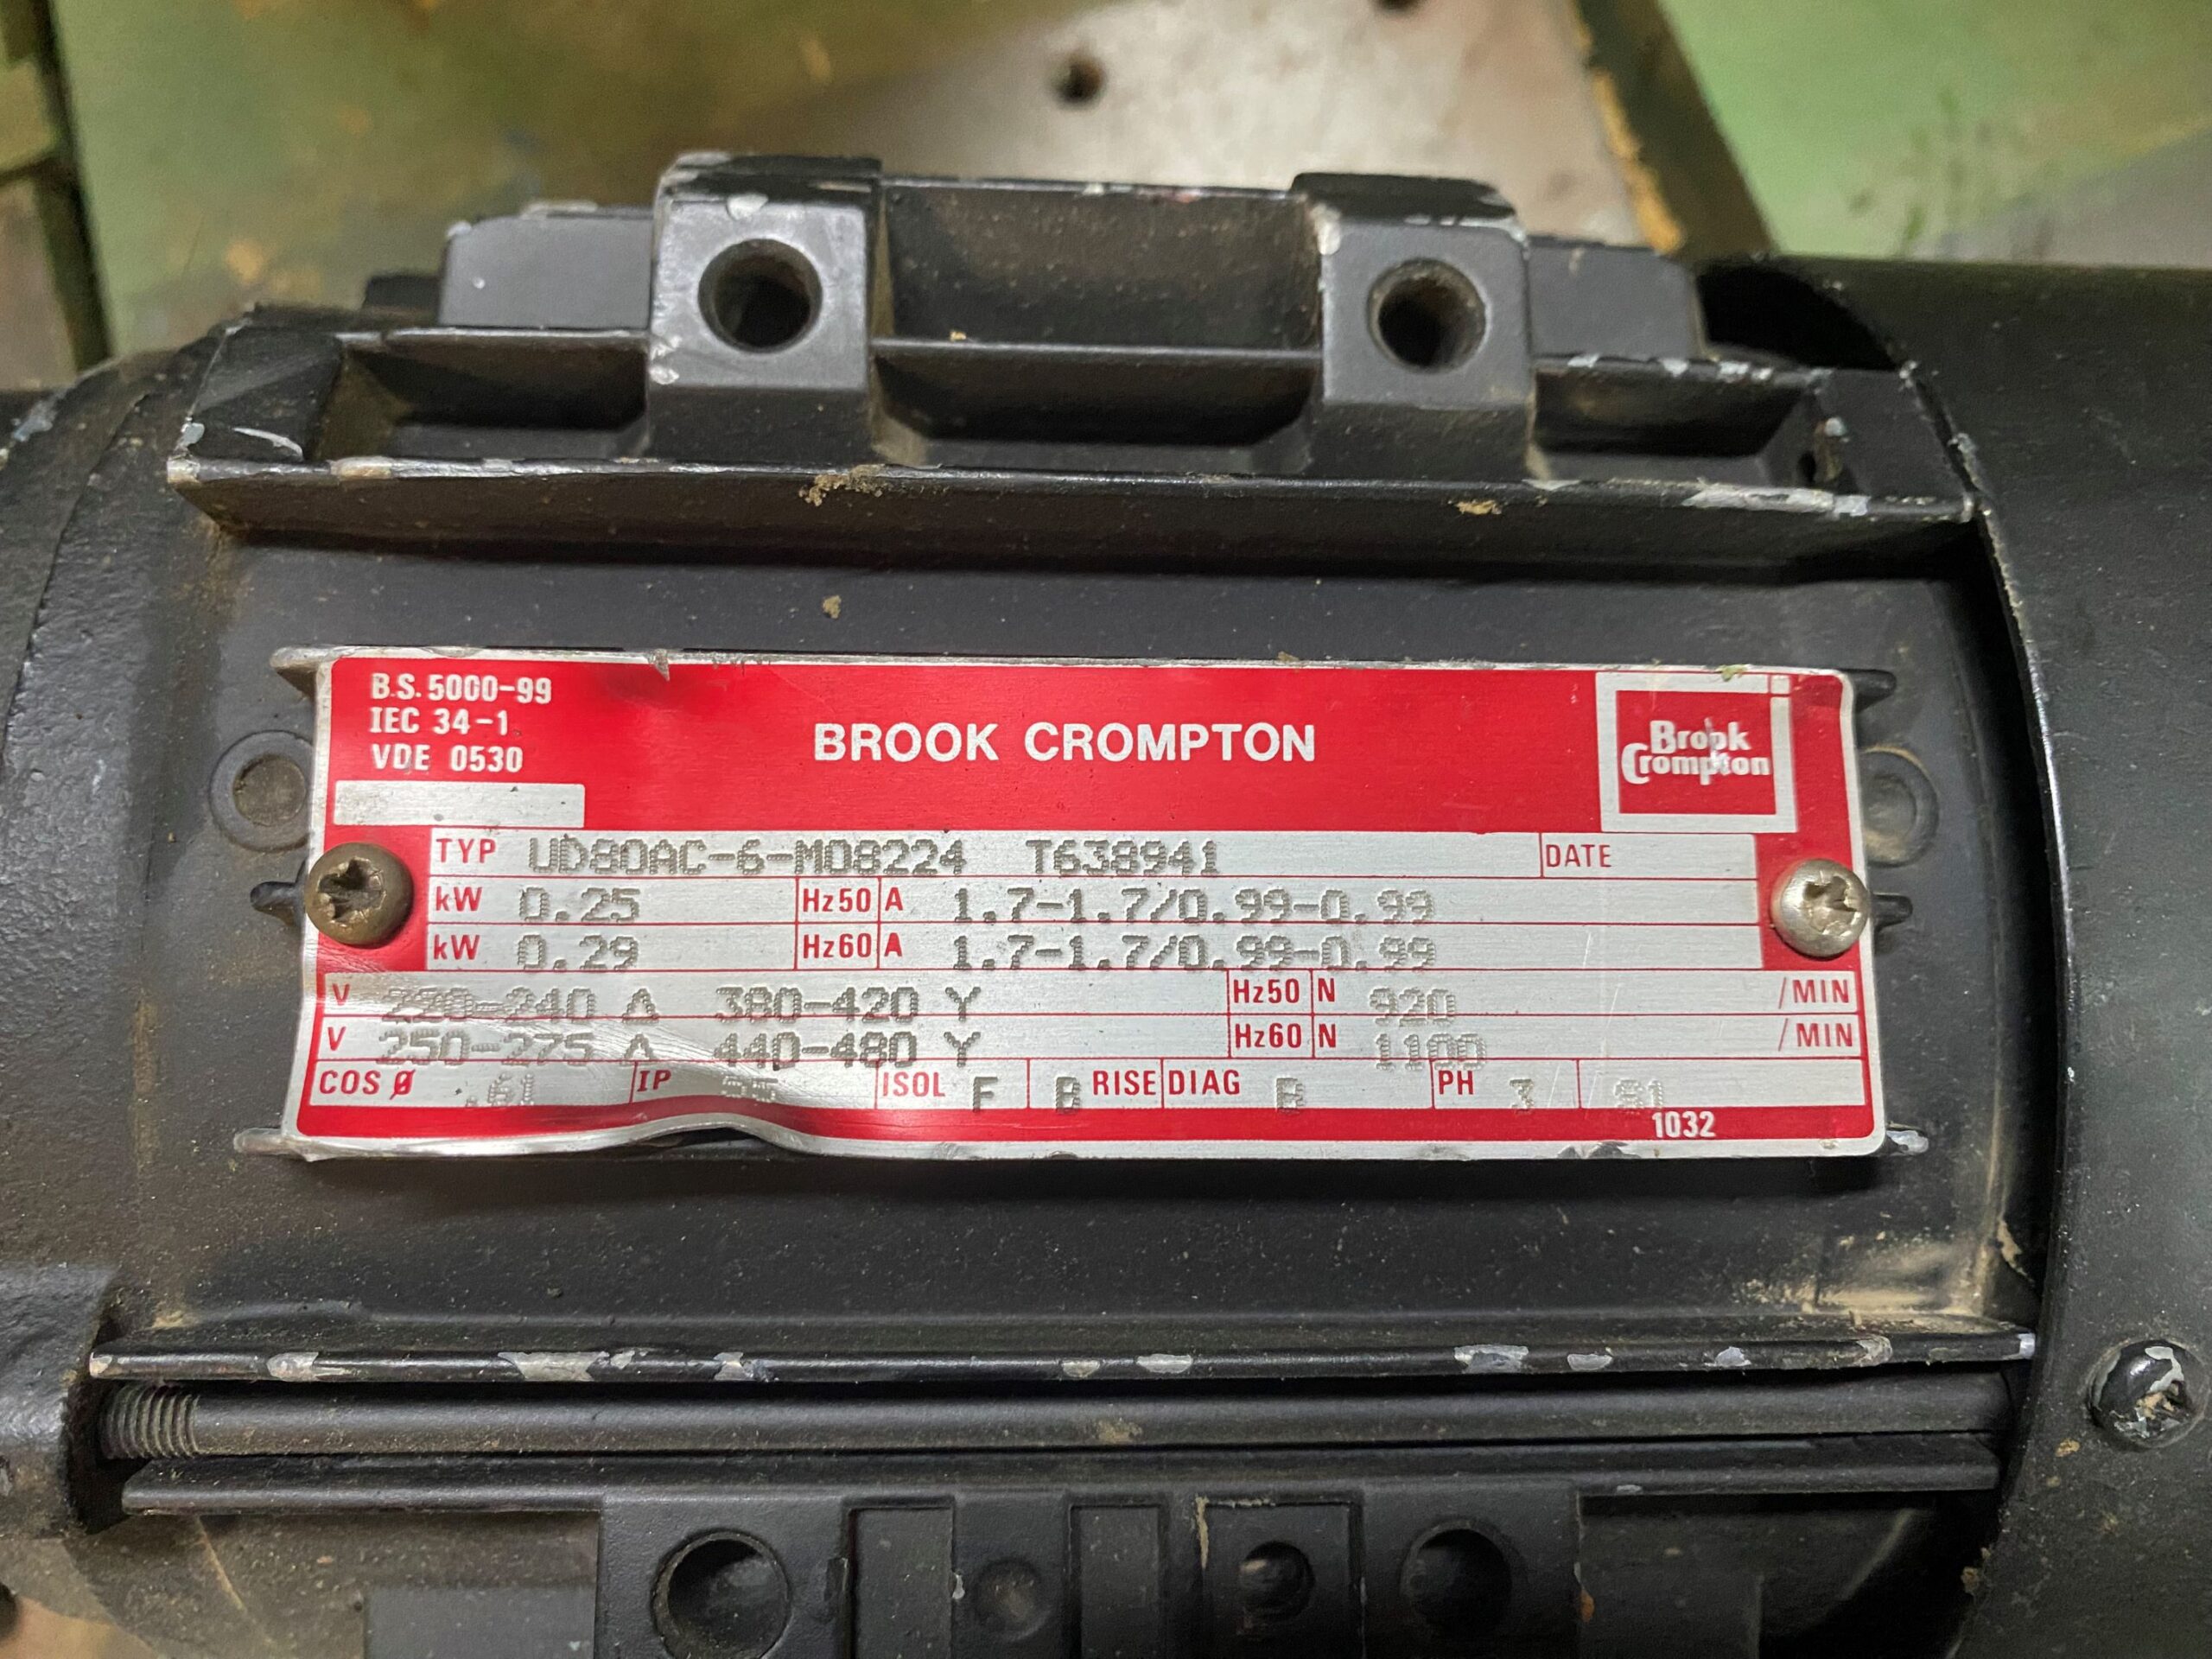 B.S. 5000-99
IEC 34-1
VDE 0530
BROOK CROMPTON
Brook
Crompton
TYP UD80AC-6-M08224 T638941 DATE
kW 0.25 Hz50 A 1.7-1.7/0.99-0.99
kW 0.29 Hz60 A 1.7-1.7/0.99-0.99
V 220-240 Δ 380-420 Y Hz50 N 920 /MIN
V 250-275 Δ 440-480 Y Hz60 N 1100 /MIN
COS Ø .61 IP 55 ISOL F B RISE DIAG B PH 3
1032